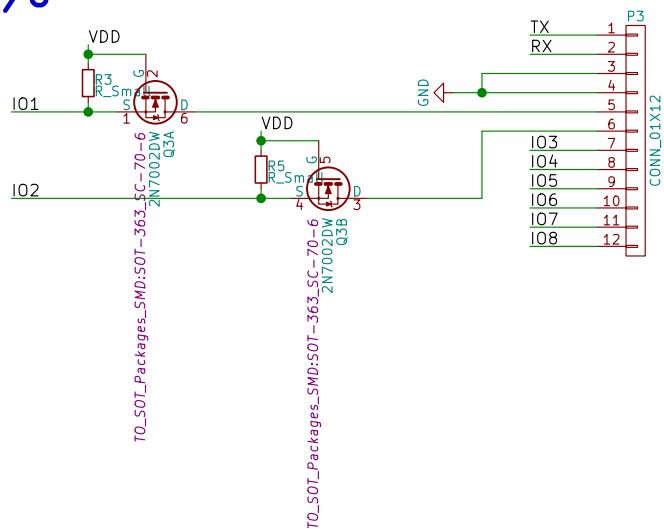 P3
TX
1
RX
2
3
GND
4
5
6
IO3
7
IO4
8
IO5
9
IO6
10
IO7
11
IO8
12
CONN_01X12
VDD
R3
R_Small
G
2
IO1
S
D
1
6
Q3A
2N7002DW
TO_SOT_Packages_SMD:SOT-363_SC-70-6
VDD
R5
R_Small
G
5
IO2
S
D
4
3
Q3B
2N7002DW
TO_SOT_Packages_SMD:SOT-363_SC-70-6